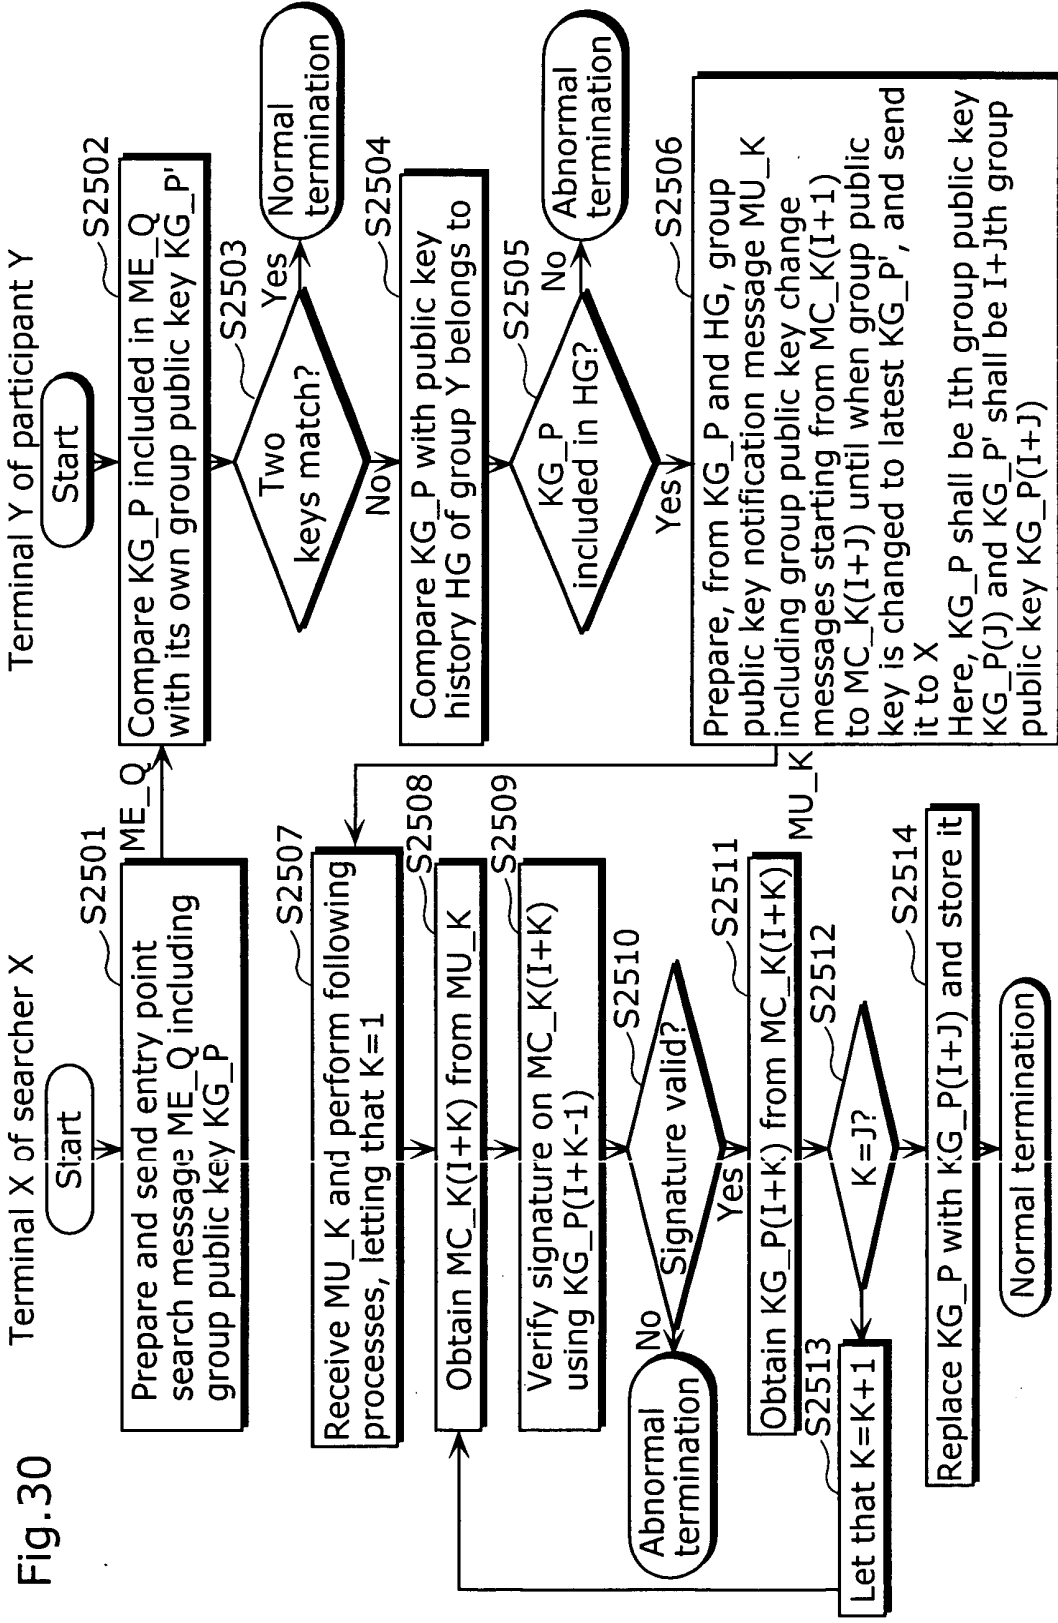 Fig.30
Terminal X of searcher X
Start
S2501
Prepare and send entry point
search message ME_Q including
group public key KG_P
ME_Q
S2507
Receive MU_K and perform following
processes, letting that K=1
S2508
Obtain MC_K(I+K) from MU_K
S2509
Verify signature on MC_K(I+K)
using KG_P(I+K-1)
S2510
Signature valid?
No
Abnormal
termination
Yes
S2511
Obtain KG_P(I+K) from MC_K(I+K)
S2512
K=J?
S2513
Let that K=K+1
S2514
Replace KG_P with KG_P(I+J) and store it
Normal termination
Terminal Y of participant Y
Start
S2502
Compare KG_P included in ME_Q
with its own group public key KG_P'
S2503
Two
keys match?
Yes
Normal
termination
No
S2504
Compare KG_P with public key
history HG of group Y belongs to
S2505
KG_P
included in HG?
No
Abnormal
termination
Yes
S2506
Prepare, from KG_P and HG, group
public key notification message MU_K
including group public key change
messages starting from MC_K(I+1)
to MC_K(I+J) until when group public
key is changed to latest KG_P', and send
it to X
Here, KG_P shall be Ith group public key
KG_P(J) and KG_P' shall be I+Jth group
public key KG_P(I+J)
MU_K